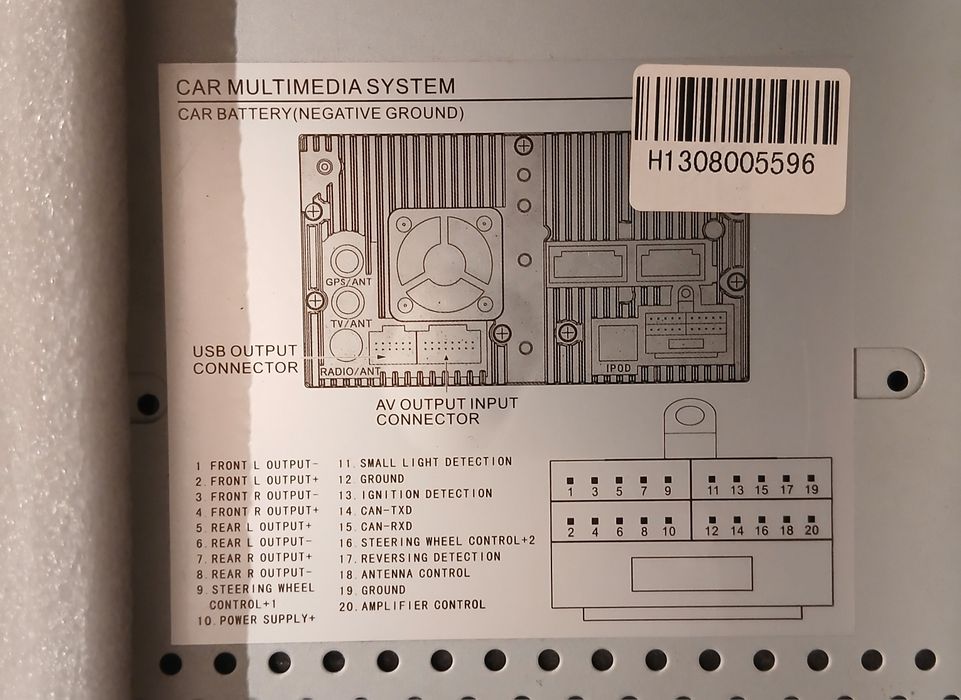 CAR MULTIMEDIA SYSTEM
CAR BATTERY(NEGATIVE GROUND)
H1308005596
GPS/ANT
TV/ANT
RADIO/ANT
IPOD
USB OUTPUT
CONNECTOR
AV OUTPUT INPUT
CONNECTOR
1 FRONT L OUTPUT-
2. FRONT L OUTPUT+
3 FRONT R OUTPUT-
4. FRONT R OUTPUT+
5. REAR L OUTPUT+
6. REAR L OUTPUT-
7. REAR R OUTPUT+
8. REAR R OUTPUT-
9. STEERING WHEEL
CONTROL+1
10. POWER SUPPLY+
11. SMALL LIGHT DETECTION
12. GROUND
13. IGNITION DETECTION
14. CAN-TXD
15. CAN-RXD
16. STEERING WHEEL CONTROL+2
17. REVERSING DETECTION
18. ANTENNA CONTROL
19. GROUND
20. AMPLIFIER CONTROL
1 3 5 7 9 11 13 15 17 19
2 4 6 8 10 12 14 16 18 20